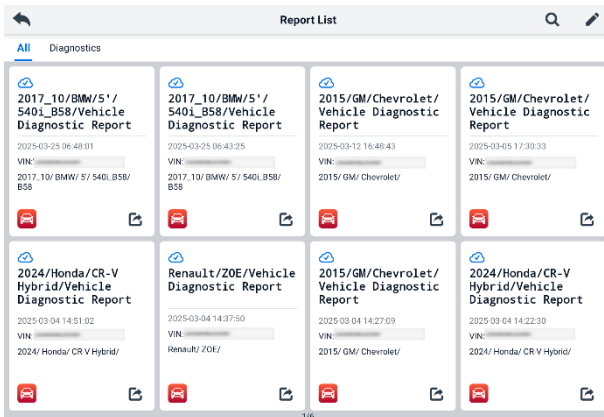 Report List
All Diagnostics
2017_10/BMW/5'/
540i_B58/Vehicle
Diagnostic Report
2025-03-25 06:48:01
VIN:
2017_10/ BMW/ 5'/ 540i_B58/
B58
2017_10/BMW/5'/
540i_B58/Vehicle
Diagnostic Report
2025-03-25 06:43:25
VIN:
2017_10/ BMW/ 5'/ 540i_B58/
B58
2015/GM/Chevrolet/
Vehicle Diagnostic
Report
2025-03-12 16:48:43
VIN:
2015/ GM/ Chevrolet/
2015/GM/Chevrolet/
Vehicle Diagnostic
Report
2025-03-05 17:30:33
VIN:
2015/ GM/ Chevrolet/
2024/Honda/CR-V
Hybrid/Vehicle
Diagnostic Report
2025-03-04 14:51:02
VIN:
2024/ Honda/ CR-V Hybrid/
Renault/ZOE/Vehicle
Diagnostic Report
2025-03-04 14:37:50
VIN:
Renault/ ZOE/
2015/GM/Chevrolet/
Vehicle Diagnostic
Report
2025-03-04 14:27:09
VIN:
2015/ GM/ Chevrolet/
2024/Honda/CR-V
Hybrid/Vehicle
Diagnostic Report
2025-03-04 14:22:30
VIN:
2024/ Honda/ CR-V Hybrid/
1/6